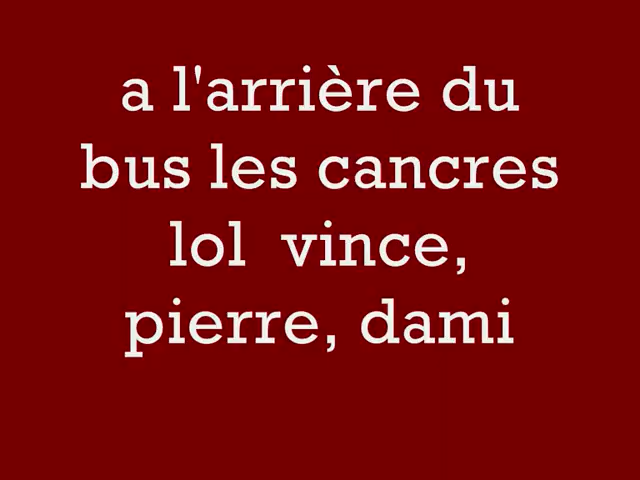 a l'arrière du
bus les cancres
lol  vince,
pierre, dami